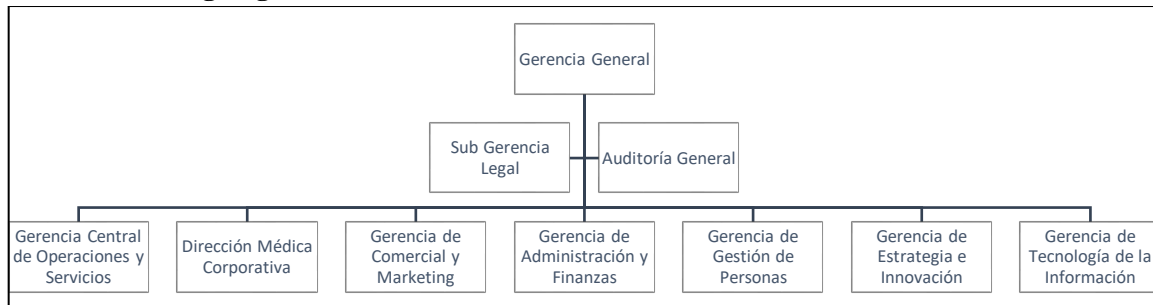 Gerencia General
Sub Gerencia
Legal
Auditoría General
Gerencia Central
de Operaciones y
Servicios
Dirección Médica
Corporativa
Gerencia de
Comercial y
Marketing
Gerencia de
Administración y
Finanzas
Gerencia de
Gestión de
Personas
Gerencia de
Estrategia e
Innovación
Gerencia de
Tecnología de la
Información